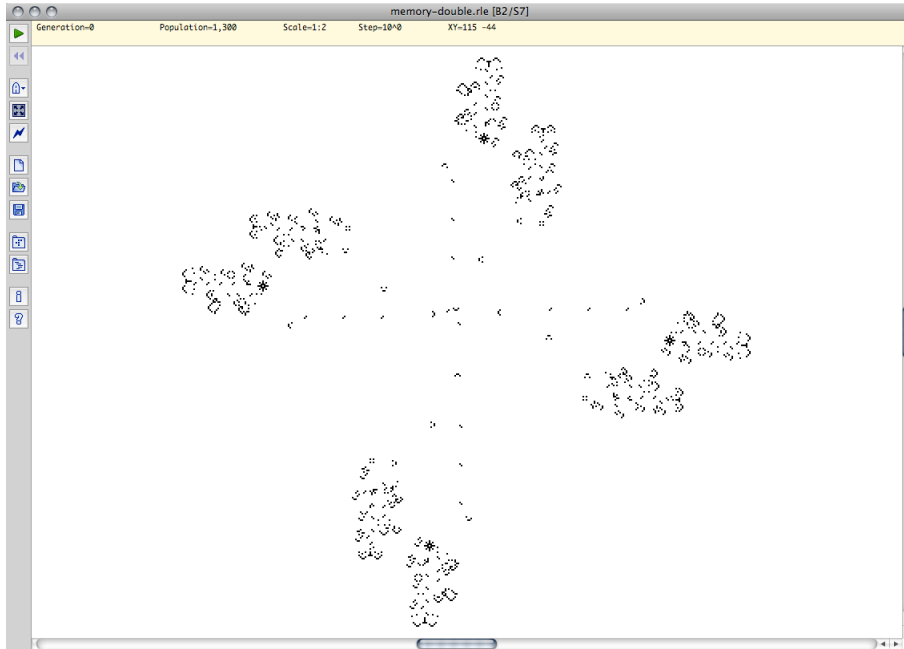 memory-double.rle [B2/S7]
Generation=0 Population=1,300 Scale=1:2 Step=10^0 XY=115 -44